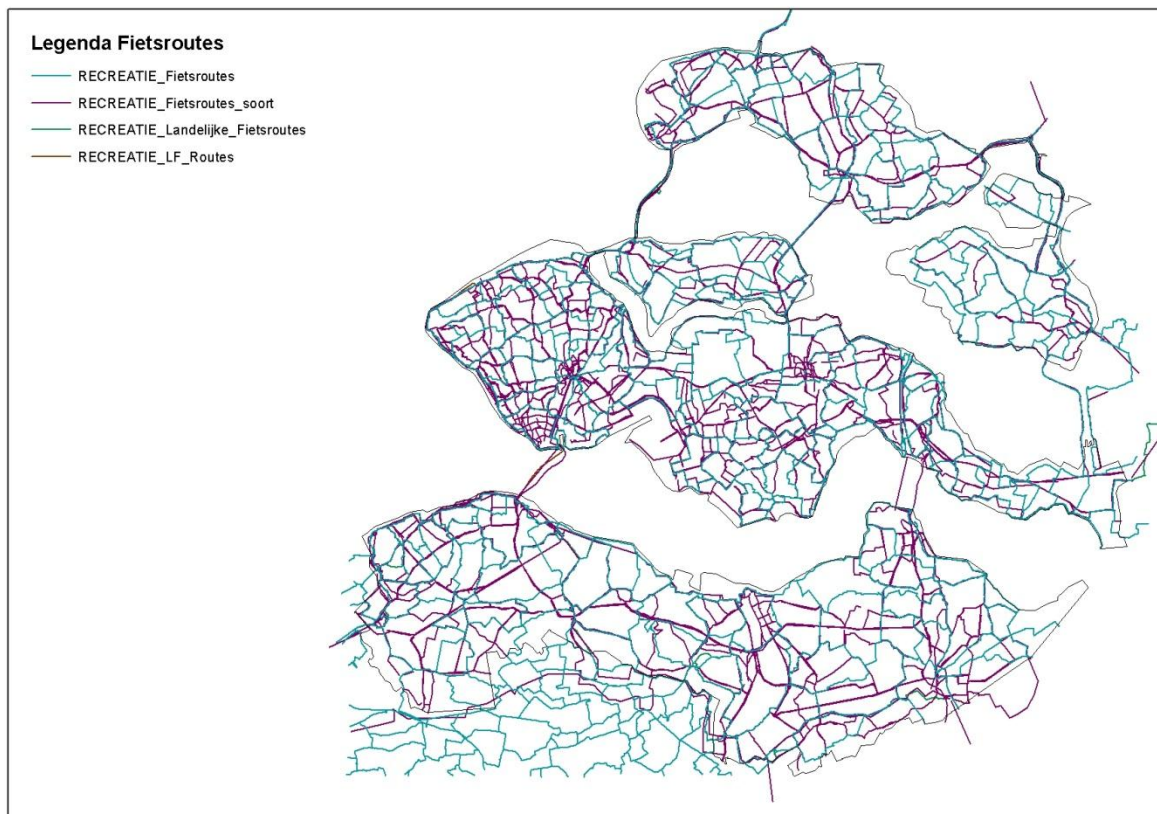 Legenda Fietsroutes
RECREATIE_Fietsroutes
RECREATIE_Fietsroutes_soort
RECREATIE_Landelijke_Fietsroutes
RECREATIE_LF_Routes